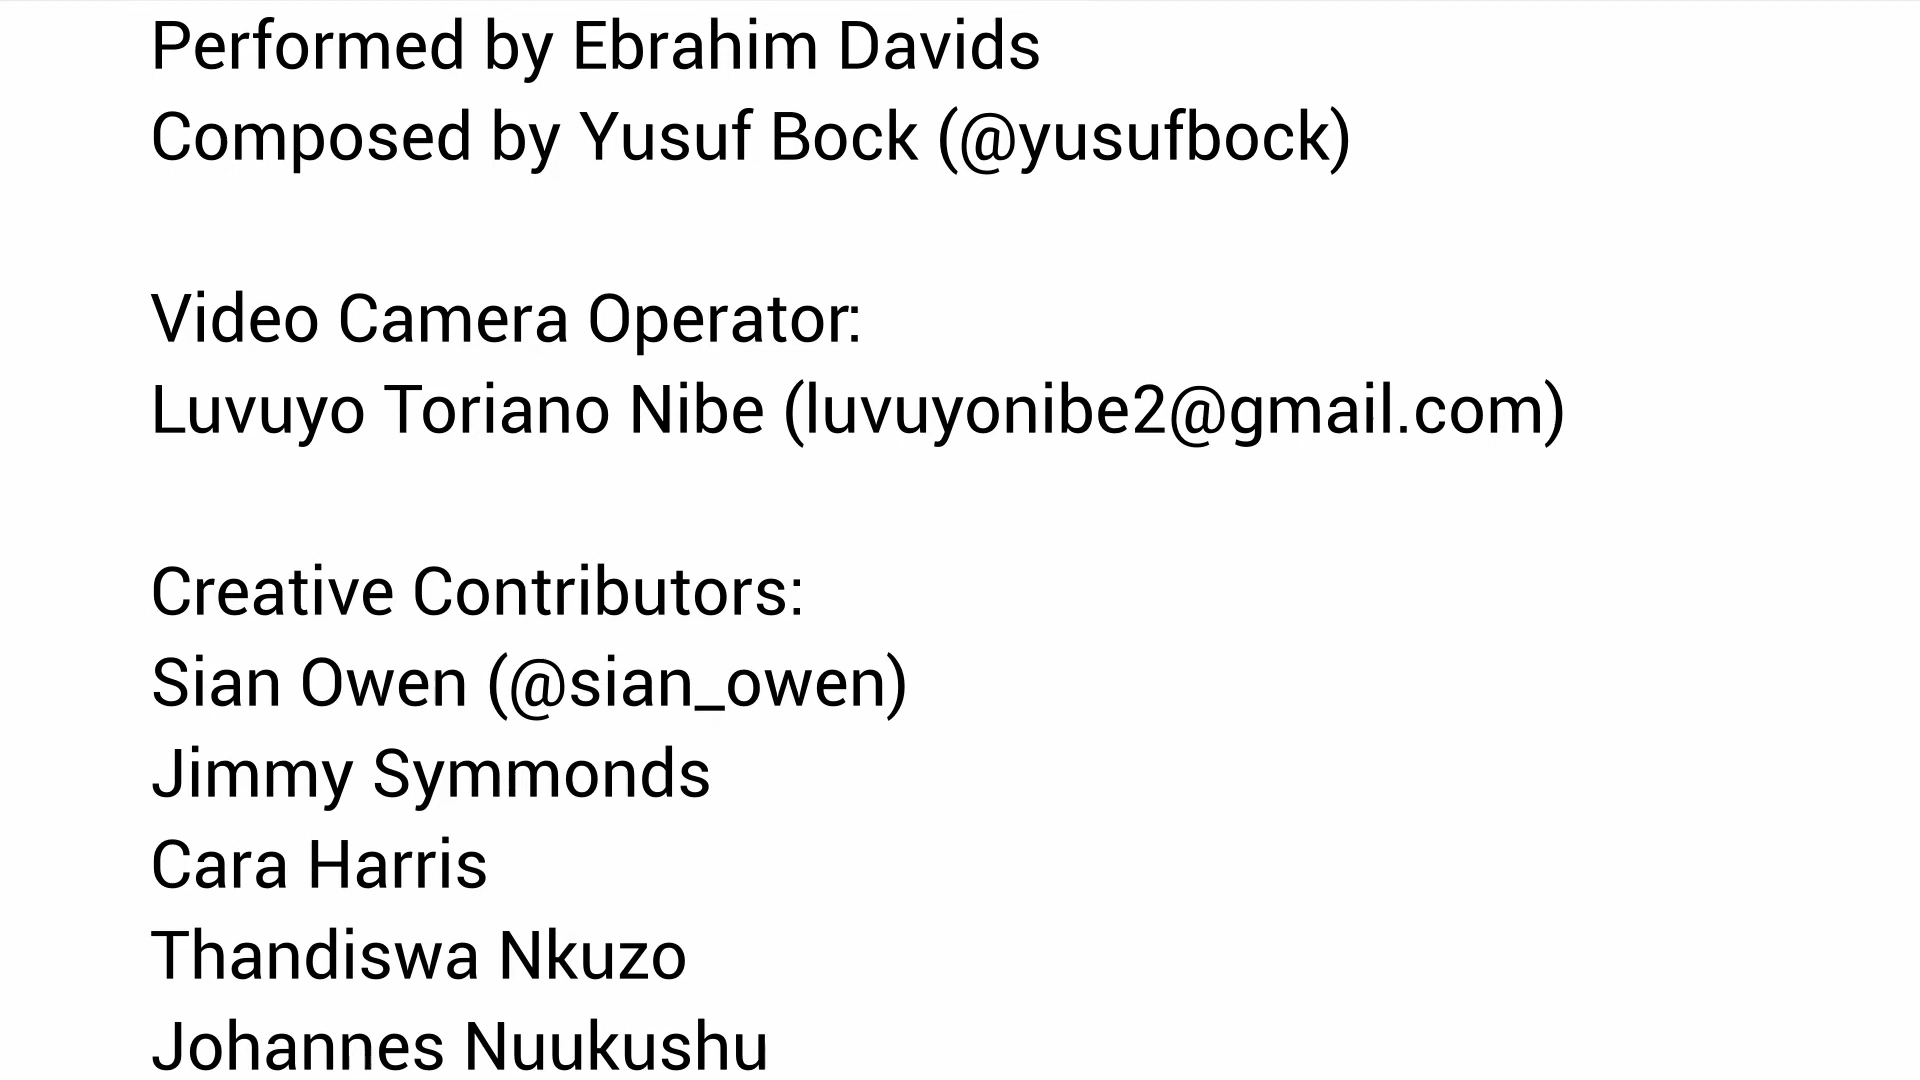 Performed by Ebrahim Davids
Composed by Yusuf Bock (@yusufbock)
Video Camera Operator:
Luvuyo Toriano Nibe (luvuyonibe2@gmail.com)
Creative Contributors:
Sian Owen (@sian_owen)
Jimmy Symmonds
Cara Harris
Thandiswa Nkuzo
Johannes Nuukushu